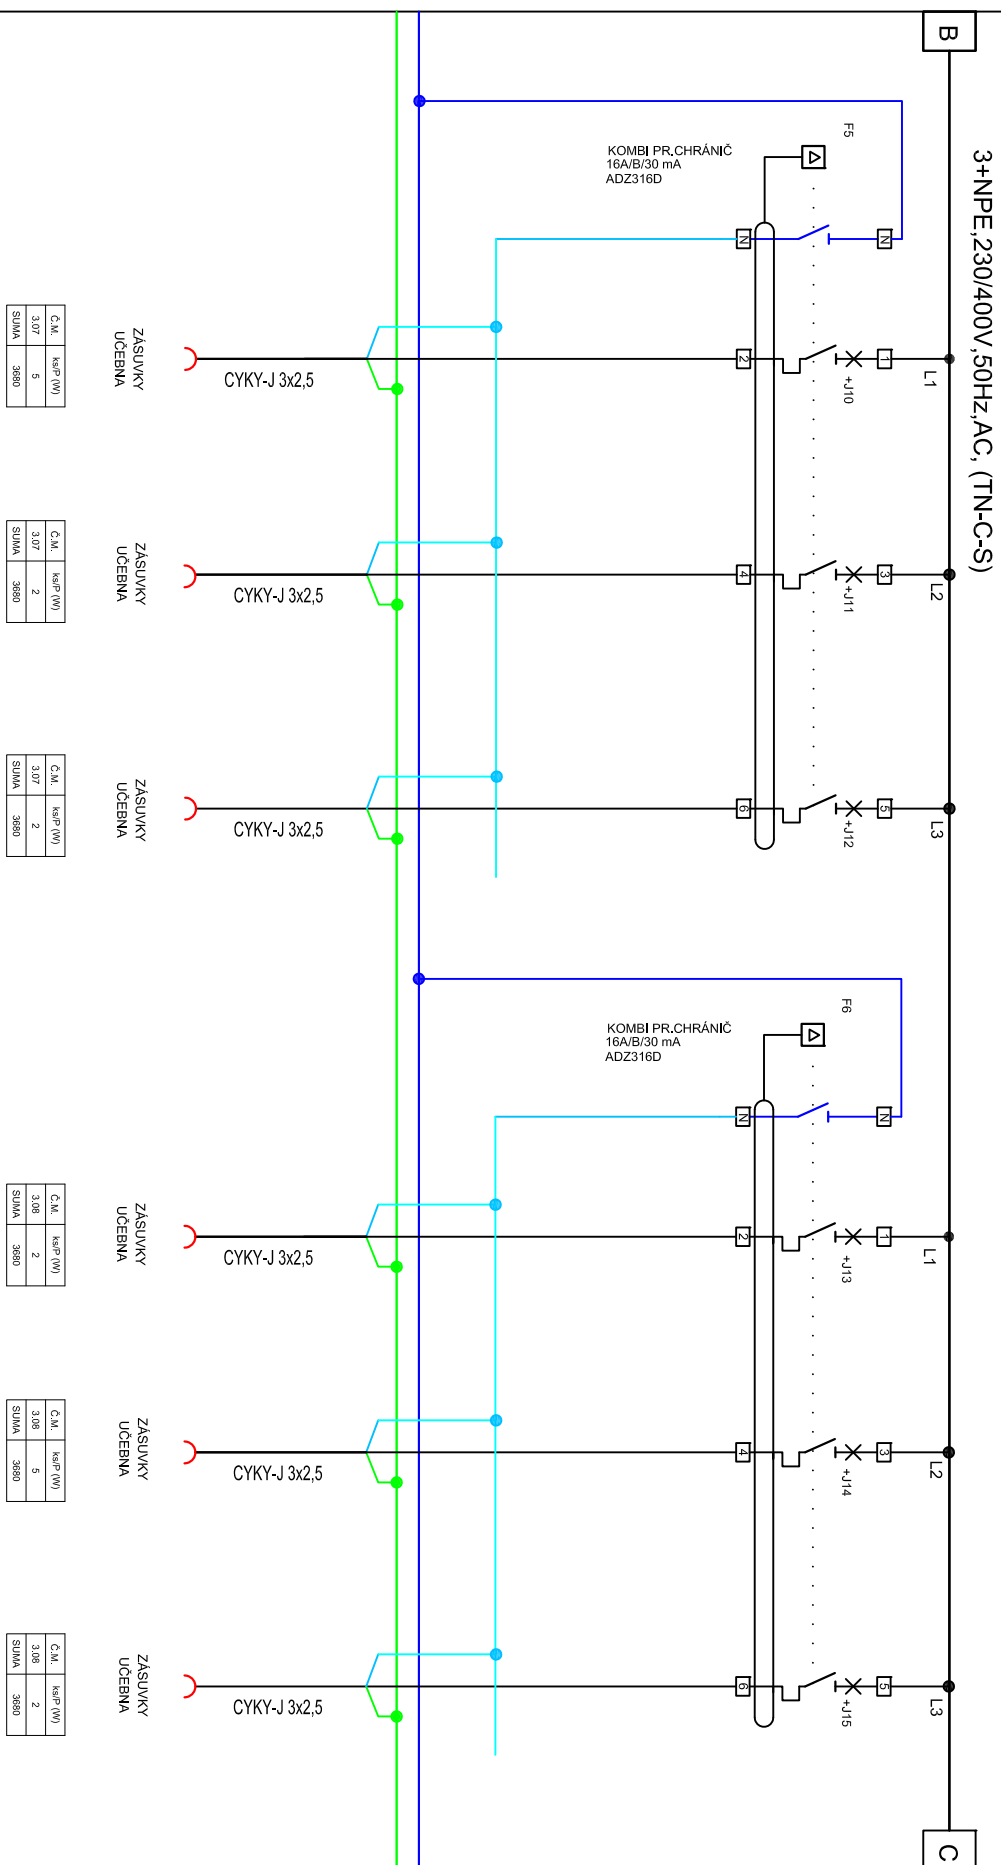 B
3+NPE,230/400V,50Hz,AC, (TN-C-S)
C
F5
KOMBI PR.CHRÁNIČ
16A/B/30 mA
ADZ316D
N
N
L1
1
+J10
2
CYKY-J 3x2,5
ZÁSUVKY
UČEBNA
Č.M. ks/P (W)
3.07 5
SUMA 3680
L2
3
+J11
4
CYKY-J 3x2,5
ZÁSUVKY
UČEBNA
Č.M. ks/P (W)
3.07 2
SUMA 3680
L3
5
+J12
6
CYKY-J 3x2,5
ZÁSUVKY
UČEBNA
Č.M. ks/P (W)
3.07 2
SUMA 3680
F6
KOMBI PR.CHRÁNIČ
16A/B/30 mA
ADZ316D
N
N
L1
1
+J13
2
CYKY-J 3x2,5
ZÁSUVKY
UČEBNA
Č.M. ks/P (W)
3.08 2
SUMA 3680
L2
3
+J14
4
CYKY-J 3x2,5
ZÁSUVKY
UČEBNA
Č.M. ks/P (W)
3.08 5
SUMA 3680
L3
5
+J15
6
CYKY-J 3x2,5
ZÁSUVKY
UČEBNA
Č.M. ks/P (W)
3.08 2
SUMA 3680